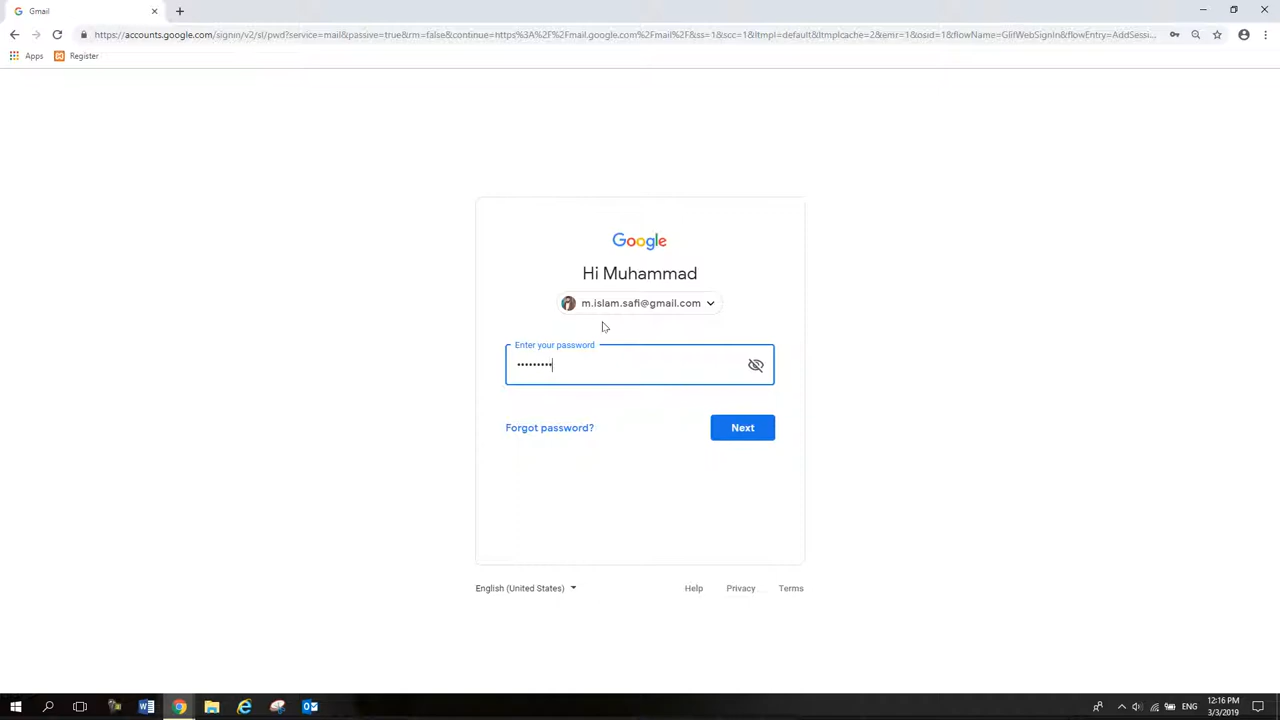 Gmail
https://accounts.google.com/signin/v2/sl/pwd?service=mail&passive=true&rm=false&continue=https%3A%2F%2Fmail.google.com%2Fmail%2F&ss=1&scc=1&ltmpl=default&ltmplcache=2&emr=1&osid=1&flowName=GlifWebSignIn&flowEntry=AddSessi...
Apps Register
Google
Hi Muhammad
m.islam.safi@gmail.com
Enter your password
Forgot password? Next
English (United States) Help Privacy Terms
ENG 12:16 PM
3/3/2019